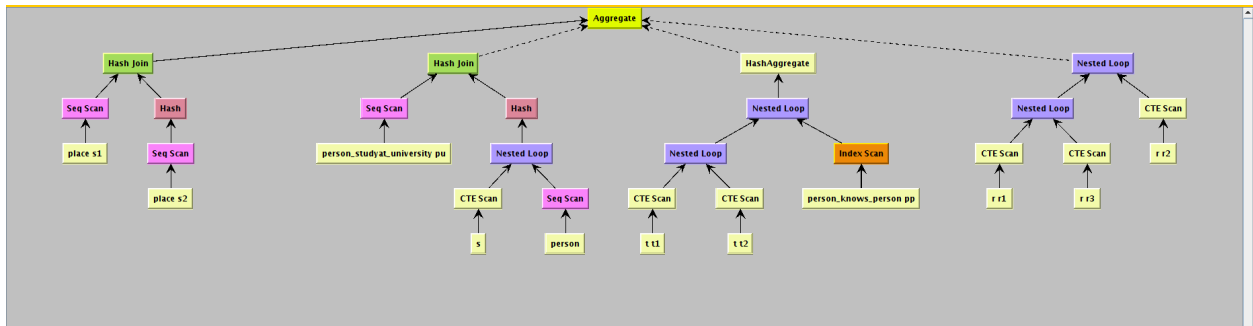 Aggregate
Hash Join
Hash Join
HashAggregate
Nested Loop
Seq Scan
Hash
Seq Scan
Hash
Nested Loop
Nested Loop
CTE Scan
place s1
Seq Scan
person_studyat_university pu
Nested Loop
Nested Loop
Index Scan
CTE Scan
CTE Scan
r r2
place s2
CTE Scan
Seq Scan
CTE Scan
CTE Scan
person_knows_person pp
r r1
r r3
s
person
t t1
t t2